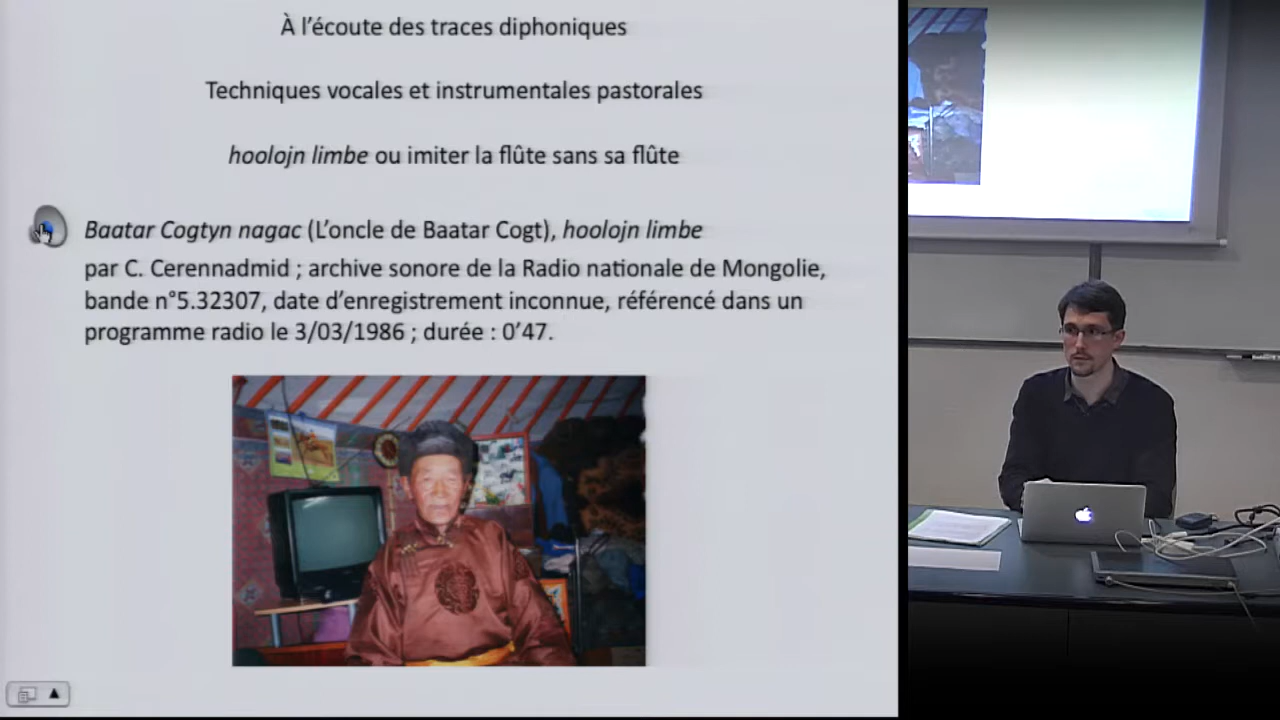 À l’écoute des traces diphoniques
Techniques vocales et instrumentales pastorales
hoolojn limbe ou imiter la flûte sans sa flûte
Baatar Cogtyn nagac (L’oncle de Baatar Cogt), hoolojn limbe
par C. Cerennadmid ; archive sonore de la Radio nationale de Mongolie,
bande n°5.32307, date d’enregistrement inconnue, référencé dans un
programme radio le 3/03/1986 ; durée : 0’47.